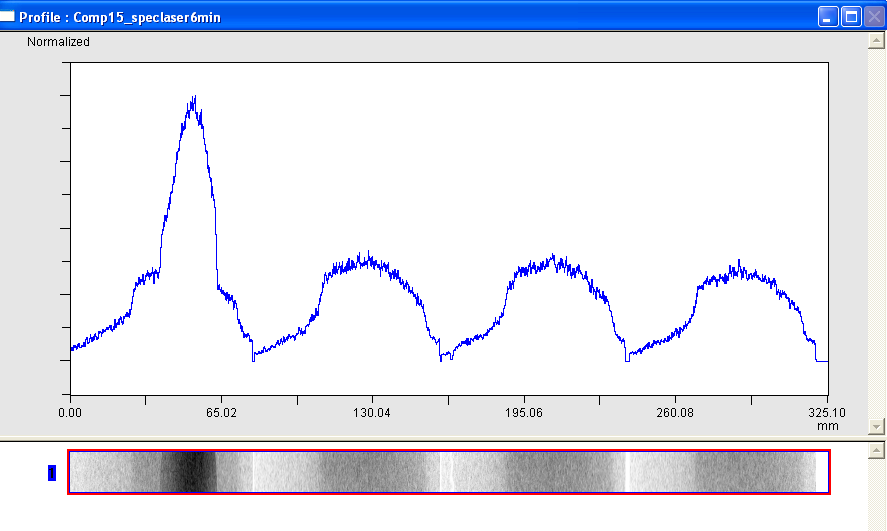 Profile : Comp15_speclaser6min
Normalized
0.00 65.02 130.04 195.06 260.08 325.10
mm